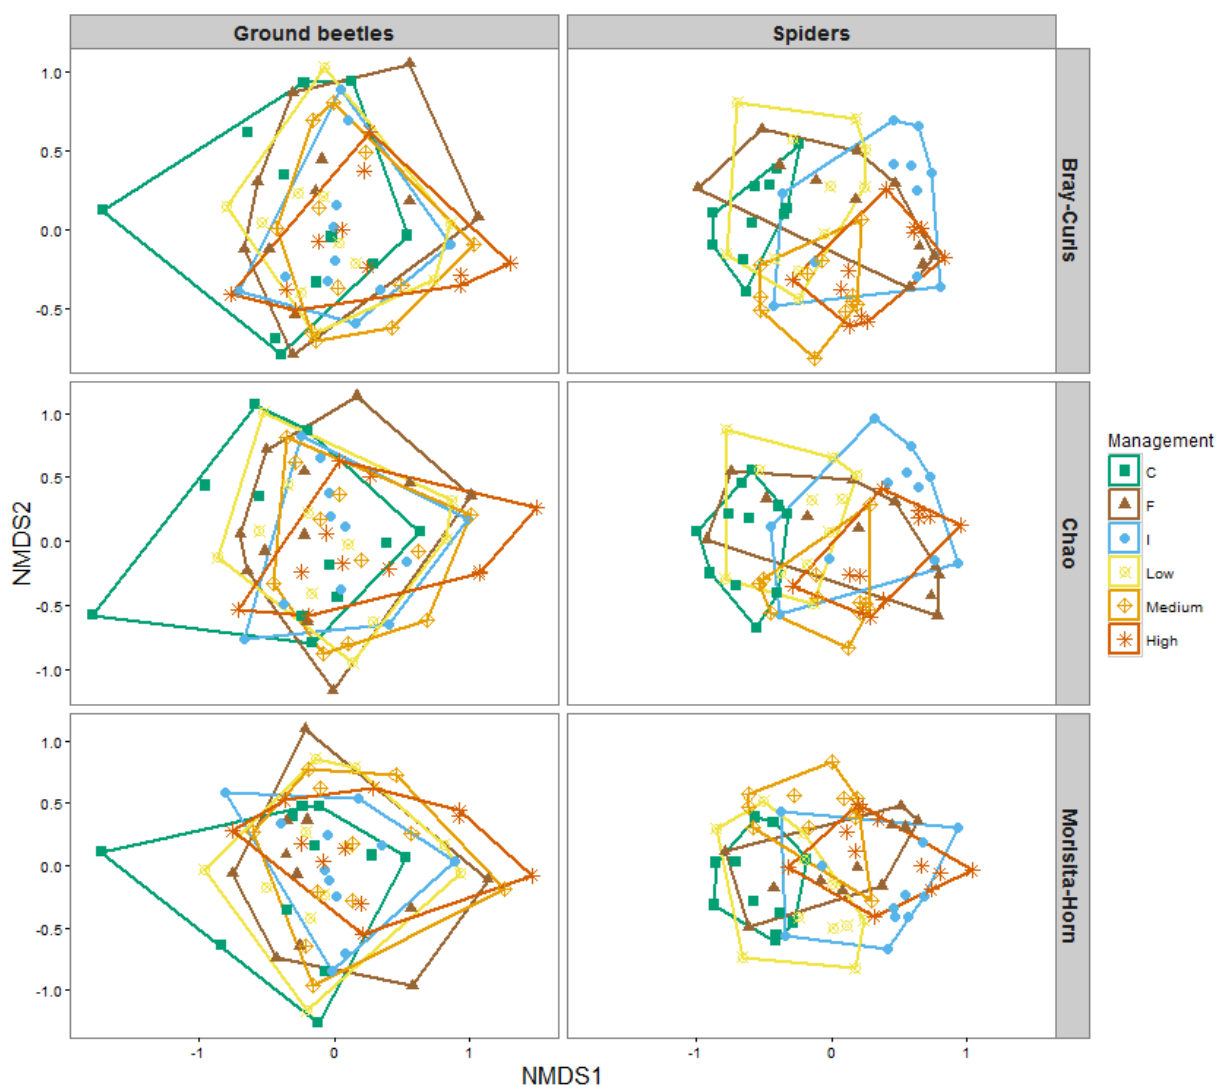 Ground beetles
Spiders
1.0
0.5
0.0
-0.5
Bray-Curls
1.0
0.5
0.0
-0.5
-1.0
Chao
1.0
0.5
0.0
-0.5
-1.0
Morisita-Horn
NMDS2
-1
0
1
-1
0
1
NMDS1
Management
C
F
I
Low
Medium
High